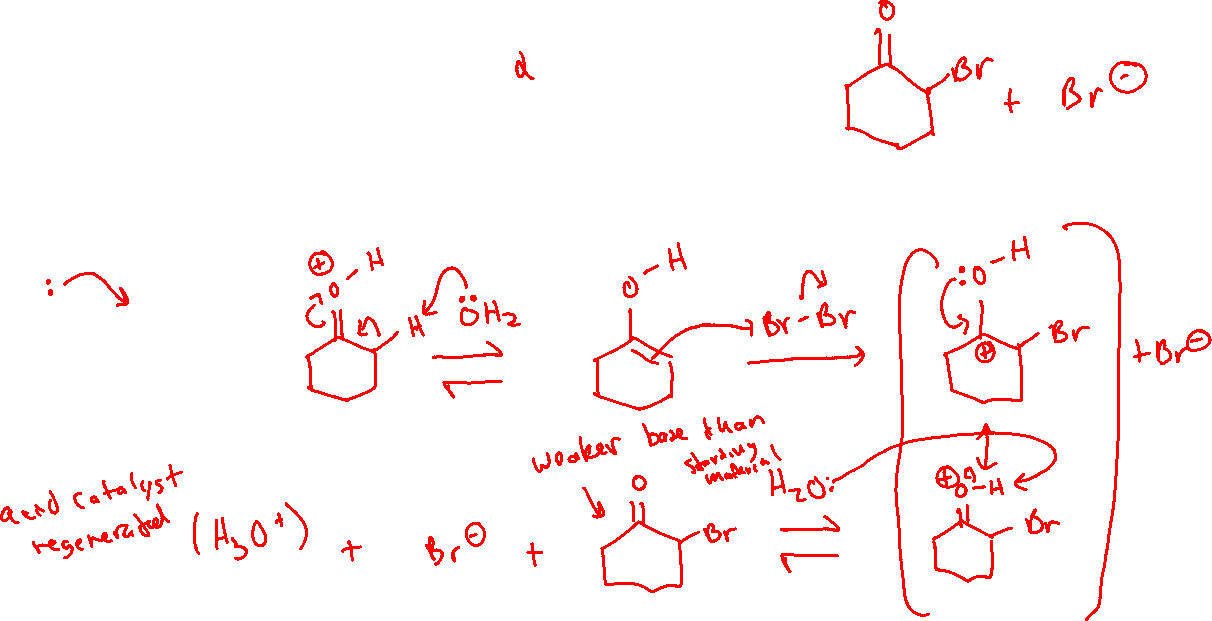 O
α
Br
+ Br ⊖
⊕
O-H
H
:
ÖH₂
O-H
Br-Br
:O-H
⊕
Br
+Br⊖
weaker base than
starting
material
H₂O:
⊕
O-H
Br
acid catalyst
regenerated
(H₃O⁺)
+
Br⊖
+
O
Br